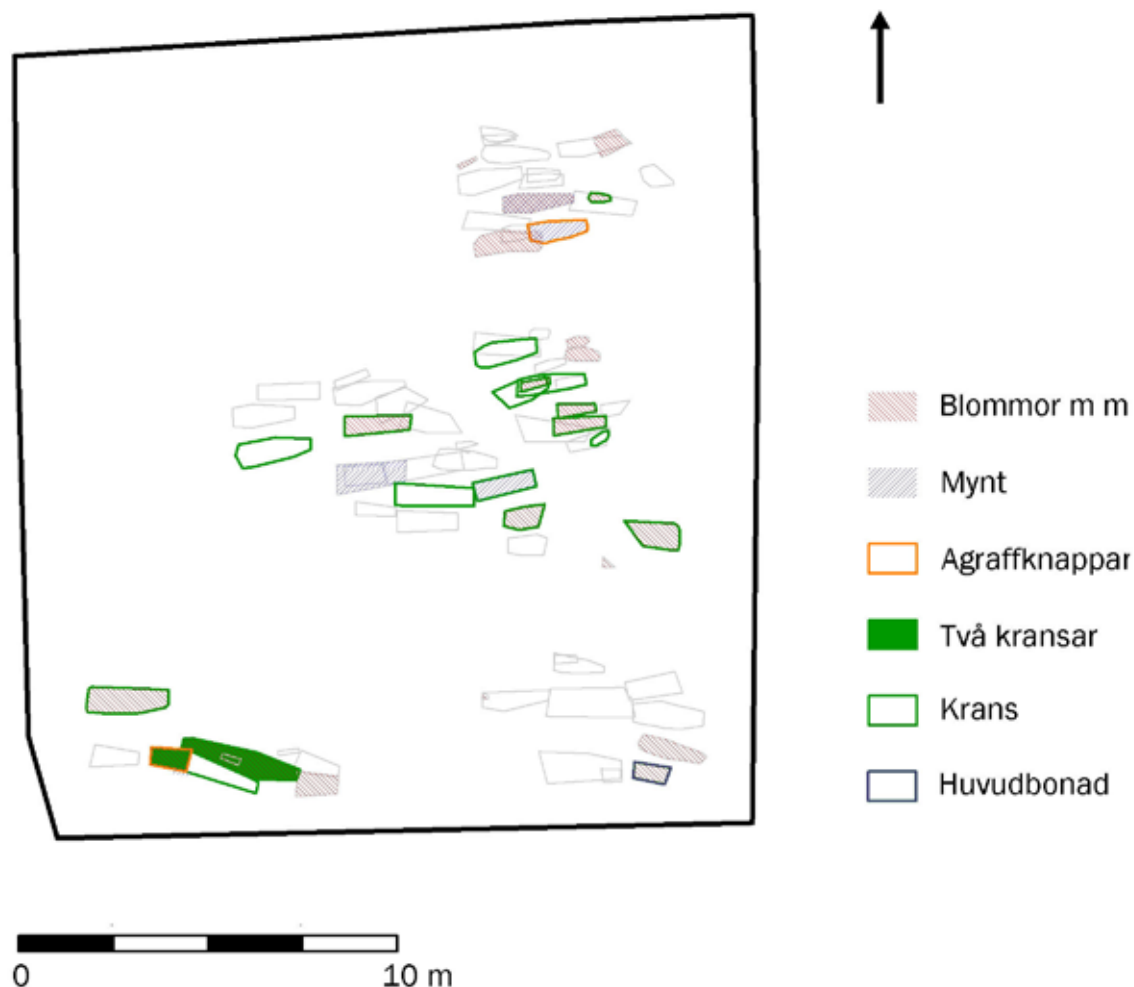 Blommor m m
Mynt
Agraffknappar
Två kransar
Krans
Huvudbonad
0 10 m